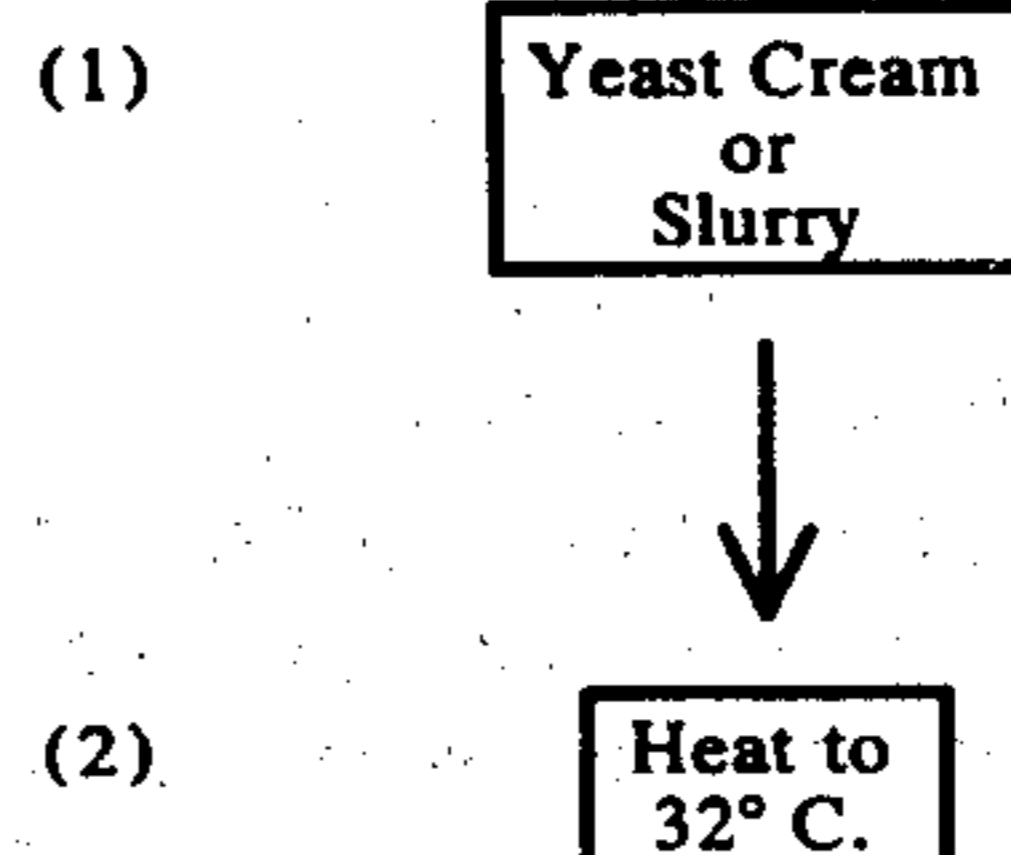 (1)
Yeast Cream
or
Slurry
(2)
Heat to
32° C.